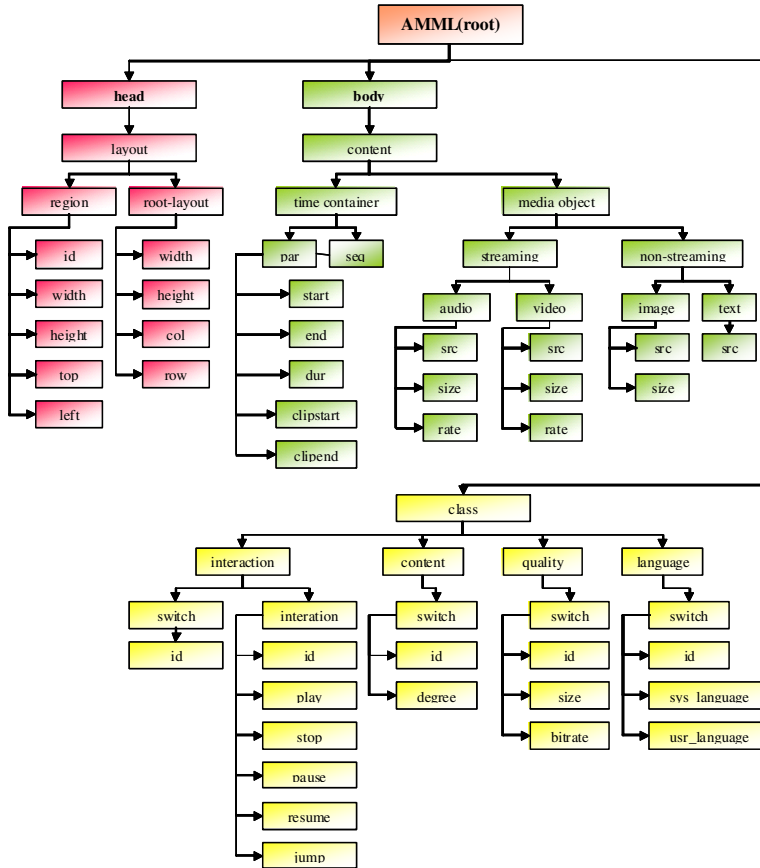 AMML(root)
head
body
layout
content
region
root-layout
time container
media object
id
width
height
top
left
width
height
col
row
par
seq
start
end
dur
clipstart
clipend
streaming
non-streaming
audio
video
image
text
src
size
rate
src
size
rate
src
size
src
class
interaction
content
quality
language
switch
id
interation
id
play
stop
pause
resume
jump
switch
id
degree
switch
id
size
bitrate
switch
id
sys_language
usr_language